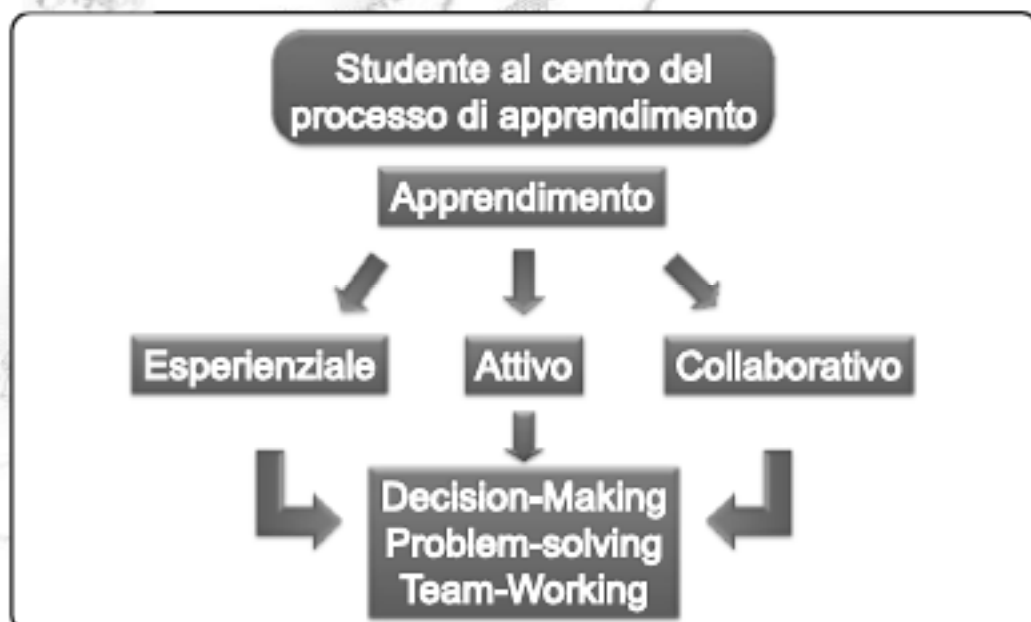 Studente al centro del
processo di apprendimento
Apprendimento
Esperienziale
Attivo
Collaborativo
Decision-Making
Problem-solving
Team-Working